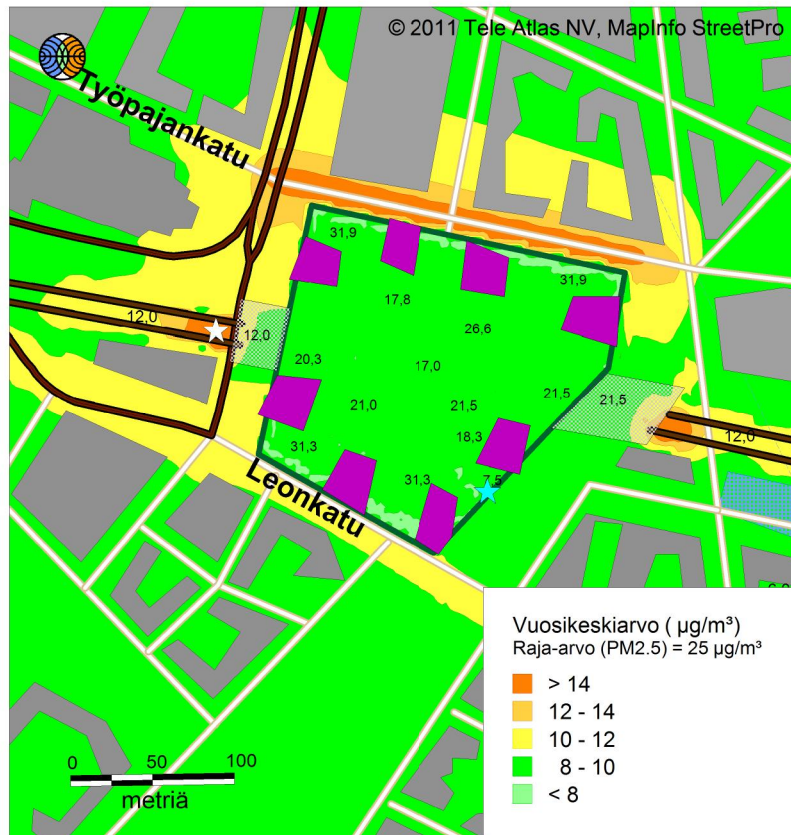 © 2011 Tele Atlas NV, MapInfo StreetPro
Työpajankatu
31,9
31,9
17,8
12,0
12,0
26,6
20,3
17,0
21,0
21,5
21,5
21,5
18,3
12,0
31,3
31,3
7,5
Leonkatu
Vuosikeskiarvo ( µg/m³)
Raja-arvo (PM2.5) = 25 µg/m³
> 14
12 - 14
10 - 12
8 - 10
< 8
0 50 100
metriä